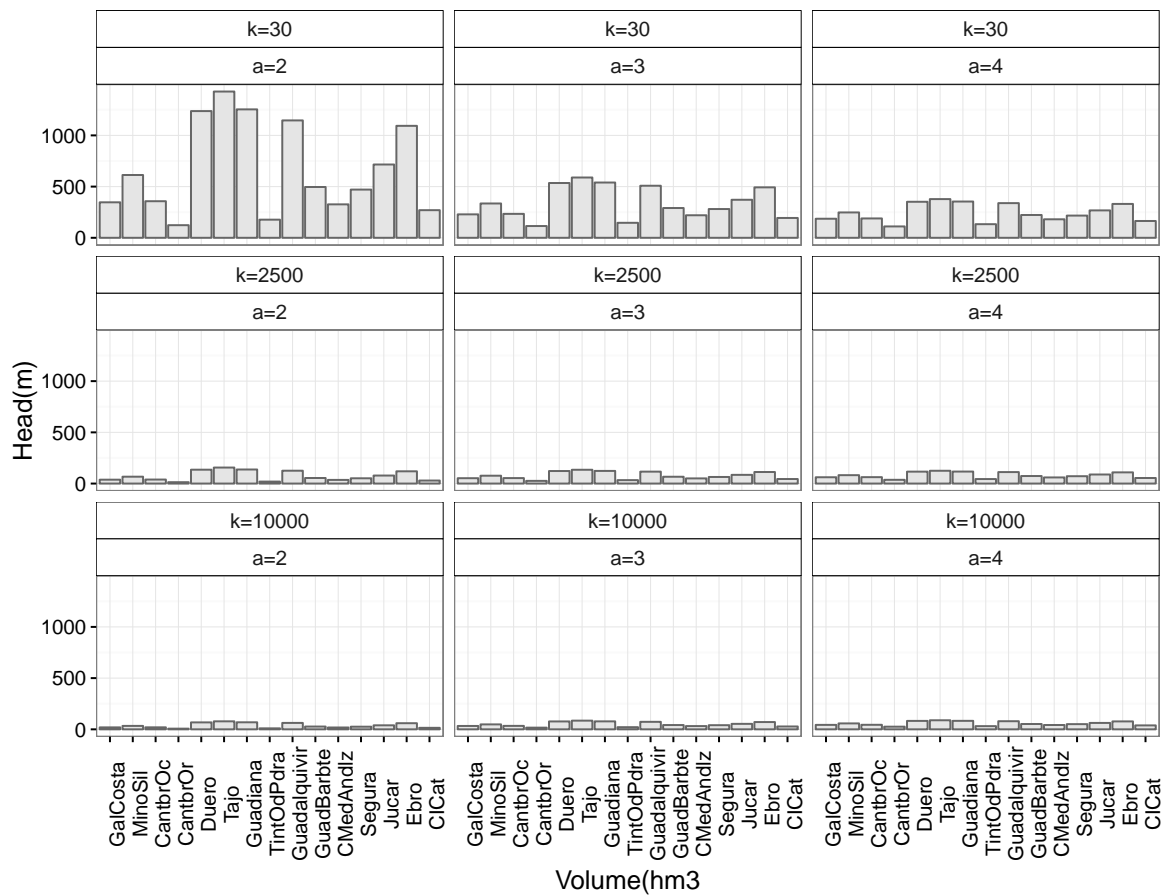 k=30 k=30 k=30
a=2 a=3 a=4
1000
500
0
k=2500 k=2500 k=2500
a=2 a=3 a=4
1000
500
0
Head(m)
k=10000 k=10000 k=10000
a=2 a=3 a=4
1000
500
0
GalCosta MinoSil CantbrOc CantbrOr Duero Tajo Guadiana TintOdPdra Guadalquivir GuadBarbte CMedAndlz Segura Jucar Ebro CICat
GalCosta MinoSil CantbrOc CantbrOr Duero Tajo Guadiana TintOdPdra Guadalquivir GuadBarbte CMedAndlz Segura Jucar Ebro CICat
GalCosta MinoSil CantbrOc CantbrOr Duero Tajo Guadiana TintOdPdra Guadalquivir GuadBarbte CMedAndlz Segura Jucar Ebro CICat
Volume(hm3